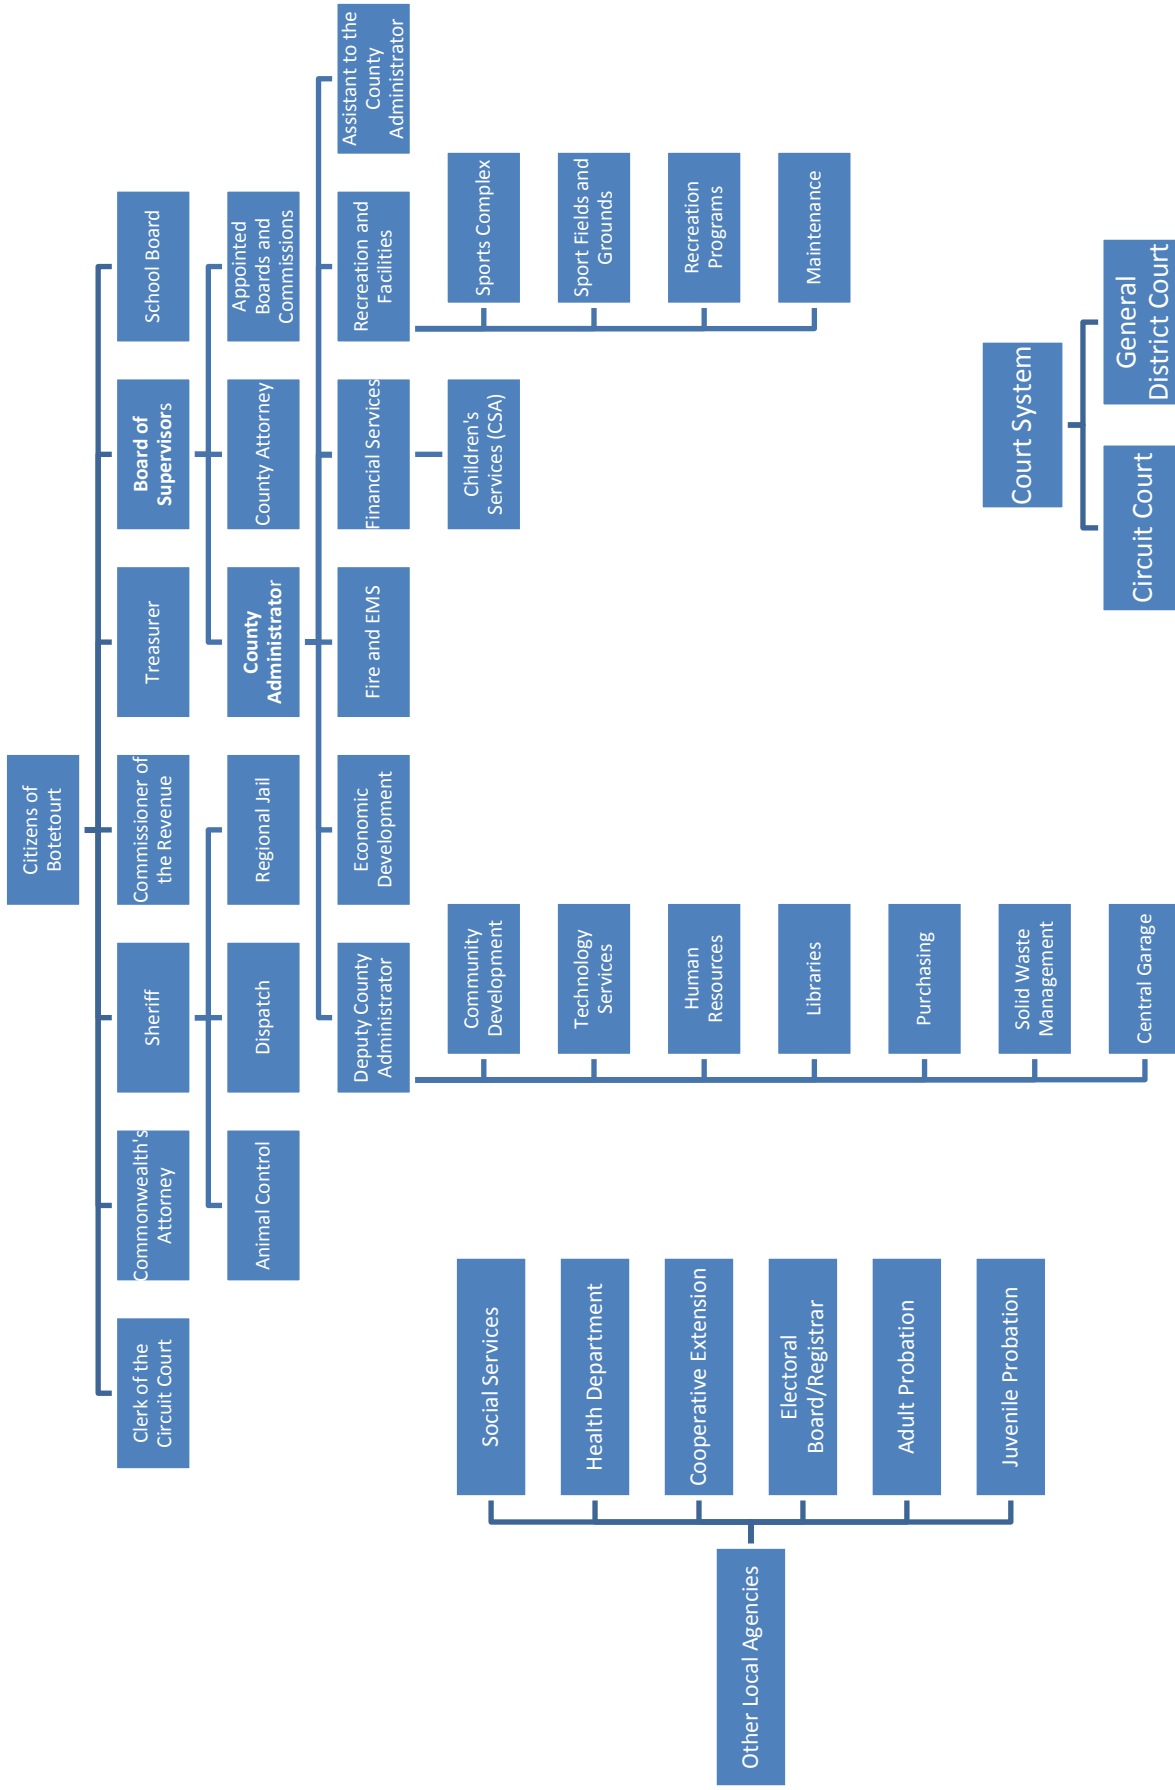 Citizens of
Botetourt
Clerk of the
Circuit Court
Commonwealth's
Attorney
Sheriff
Commissioner of
the Revenue
Treasurer
Board of
Supervisors
School Board
Animal Control
Dispatch
Regional Jail
County
Administrator
County Attorney
Appointed
Boards and
Commissions
Deputy County
Administrator
Economic
Development
Fire and EMS
Financial Services
Recreation and
Facilities
Assistant to the
County
Administrator
Community
Development
Technology
Services
Human
Resources
Libraries
Purchasing
Solid Waste
Management
Central Garage
Children's
Services (CSA)
Sports Complex
Sport Fields and
Grounds
Recreation
Programs
Maintenance
Other Local Agencies
Social Services
Health Department
Cooperative Extension
Electoral
Board/Registrar
Adult Probation
Juvenile Probation
Court System
Circuit Court
General
District Court